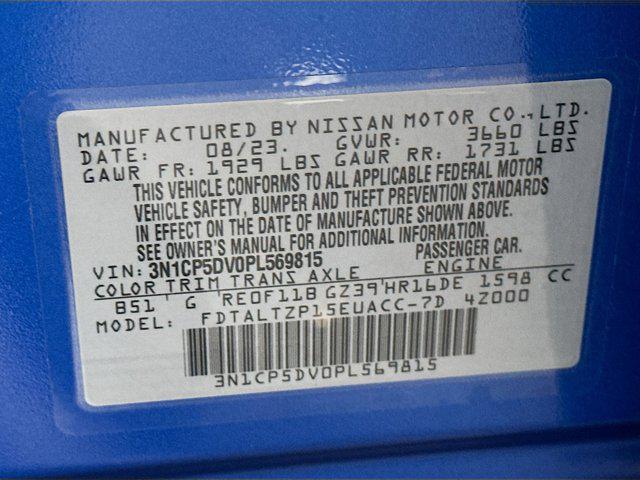 MANUFACTURED BY NISSAN MOTOR CO., LTD.
DATE: 08/23. GVWR: 3660 LBS
GAWR FR: 1929 LBS GAWR RR: 1731 LBS
THIS VEHICLE CONFORMS TO ALL APPLICABLE FEDERAL MOTOR
VEHICLE SAFETY, BUMPER AND THEFT PREVENTION STANDARDS
IN EFFECT ON THE DATE OF MANUFACTURE SHOWN ABOVE.
SEE OWNER'S MANUAL FOR ADDITIONAL INFORMATION.
VIN: 3N1CP5DV0PL569815 PASSENGER CAR.
COLOR TRIM TRANS AXLE ENGINE
B51 G RE0F11B GZ39 HR16DE 1598 CC
MODEL: FDTALTZP15EUACC-7D 4Z000
3N1CP5DV0PL569815